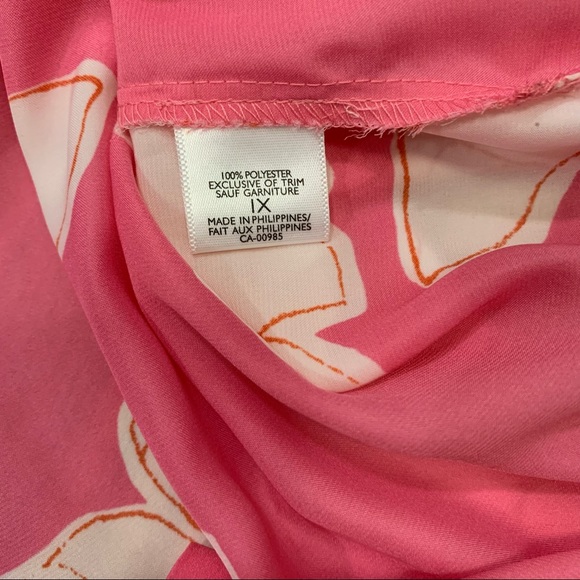 100% POLYESTER
EXCLUSIVE OF TRIM
SAUF GARNITURE
1X
MADE IN PHILIPPINES/
FAIT AUX PHILIPPINES
CA-00985